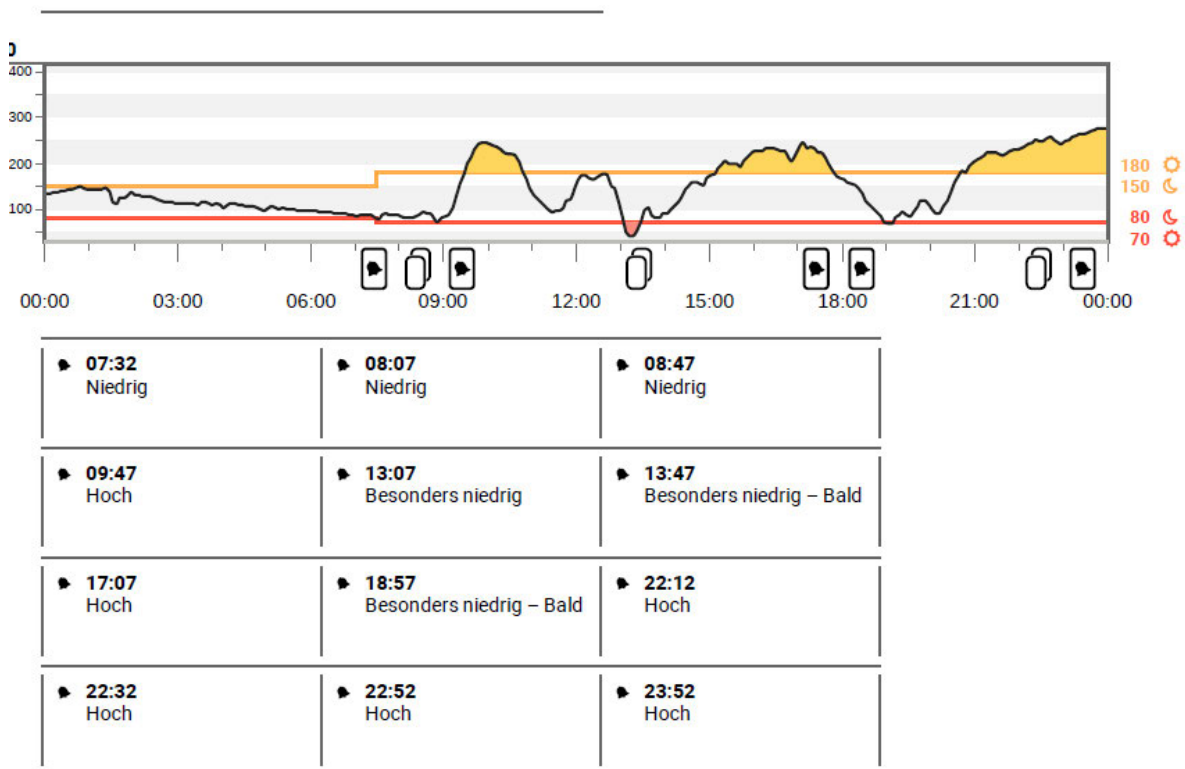 0
400
300
200
100
180
150
80
70
00:00 03:00 06:00 09:00 12:00 15:00 18:00 21:00 00:00
07:32 08:07 08:47
Niedrig Niedrig Niedrig
09:47 13:07 13:47
Hoch Besonders niedrig Besonders niedrig – Bald
17:07 18:57 22:12
Hoch Besonders niedrig – Bald Hoch
22:32 22:52 23:52
Hoch Hoch Hoch